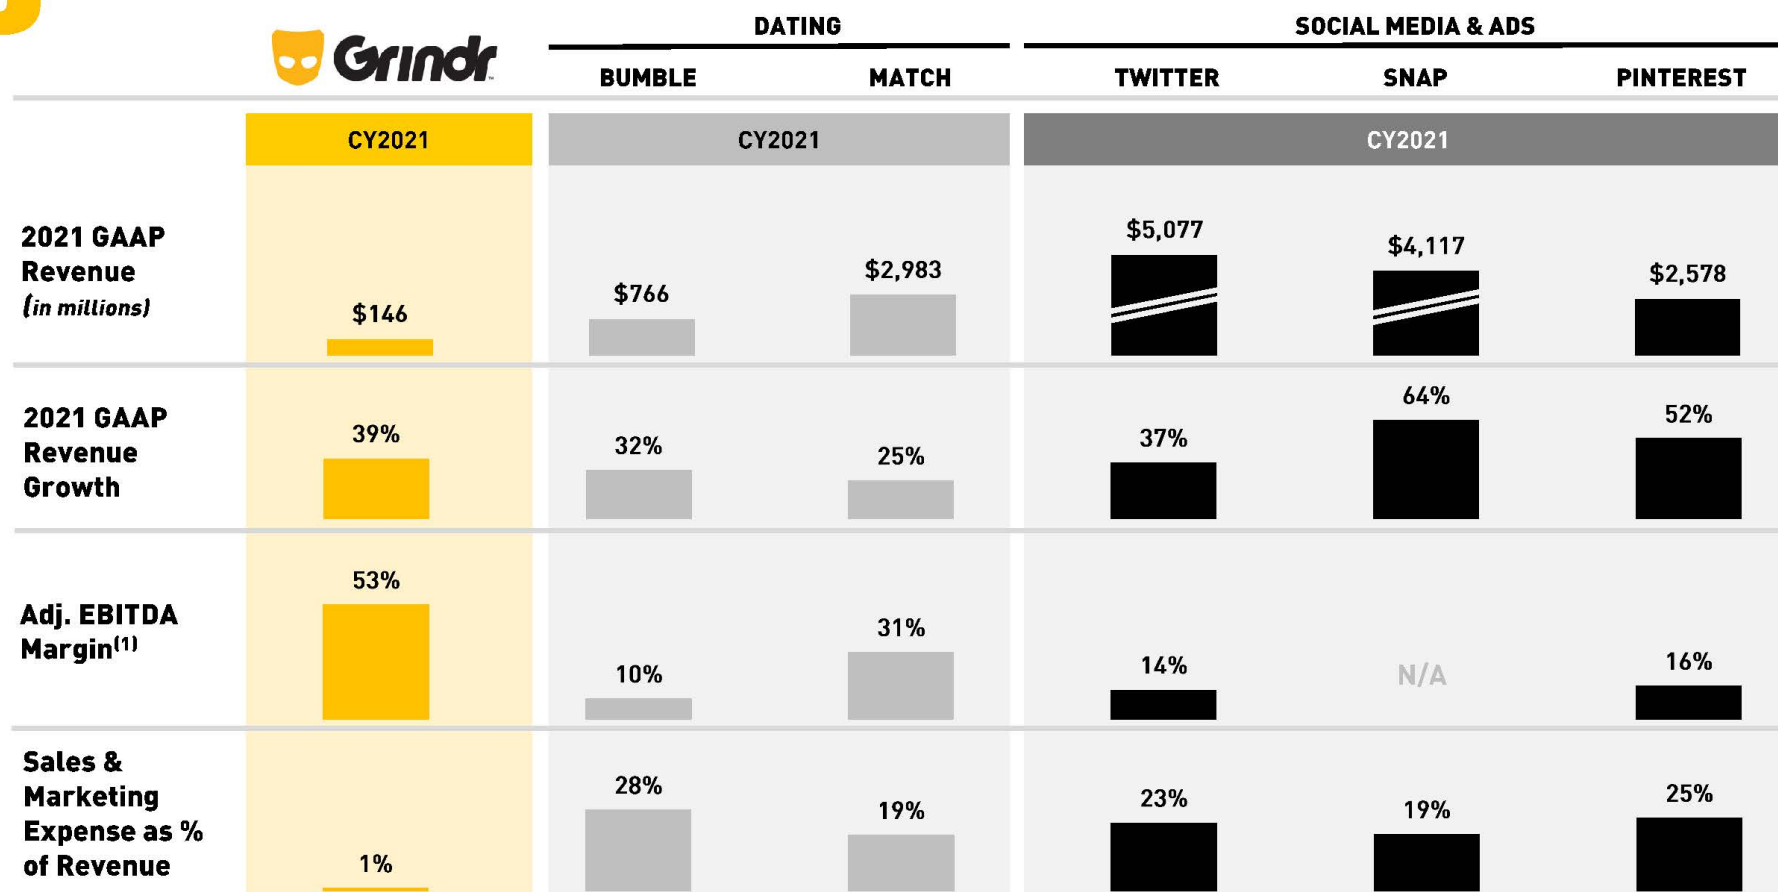 Grindr
DATING
SOCIAL MEDIA & ADS
BUMBLE
MATCH
TWITTER
SNAP
PINTEREST
CY2021
CY2021
CY2021
2021 GAAP
Revenue
(in millions)
$146
$766
$2,983
$5,077
$4,117
$2,578
2021 GAAP
Revenue
Growth
39%
32%
25%
37%
64%
52%
Adj. EBITDA
Margin(1)
53%
10%
31%
14%
N/A
16%
Sales &
Marketing
Expense as %
of Revenue
1%
28%
19%
23%
19%
25%